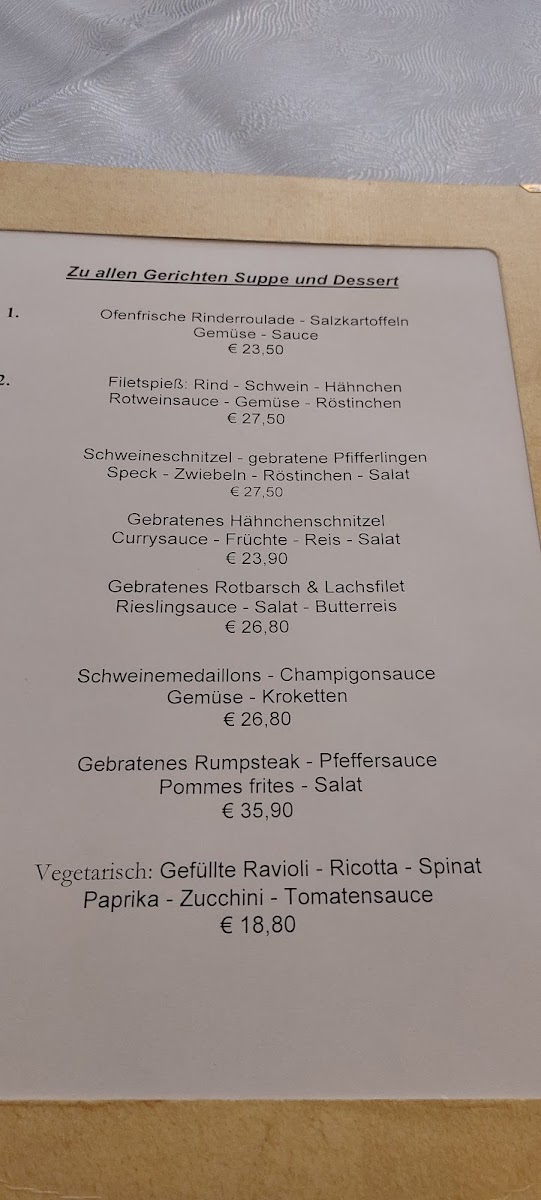 Zu allen Gerichten Suppe und Dessert
1. Ofenfrische Rinderroulade - Salzkartoffeln
Gemüse - Sauce
€ 23,50
2. Filetspieß: Rind - Schwein - Hähnchen
Rotweinsauce - Gemüse - Röstinchen
€ 27,50
Schweineschnitzel - gebratene Pfifferlingen
Speck - Zwiebeln - Röstinchen - Salat
€ 27,50
Gebratenes Hähnchenschnitzel
Currysauce - Früchte - Reis - Salat
€ 23,90
Gebratenes Rotbarsch & Lachsfilet
Rieslingsauce - Salat - Butterreis
€ 26,80
Schweinemedaillons - Champigonsauce
Gemüse - Kroketten
€ 26,80
Gebratenes Rumpsteak - Pfeffersauce
Pommes frites - Salat
€ 35,90
Vegetarisch: Gefüllte Ravioli - Ricotta - Spinat
Paprika - Zucchini - Tomatensauce
€ 18,80